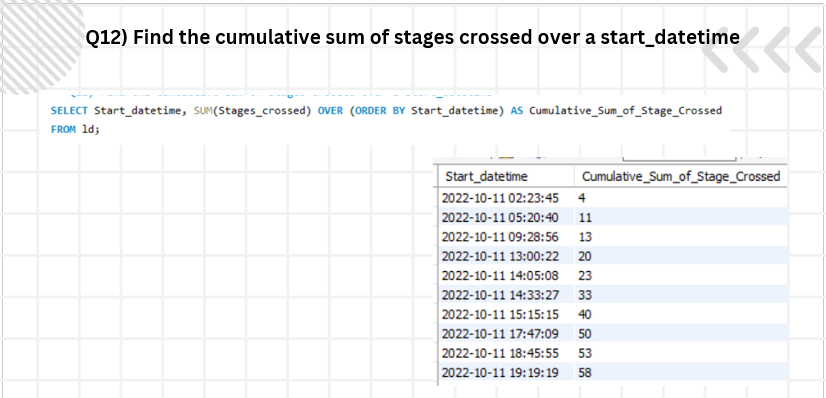 Q12) Find the cumulative sum of stages crossed over a start_datetime
SELECT Start_datetime, SUM(Stages_crossed) OVER (ORDER BY Start_datetime) AS Cumulative_Sum_of_Stage_Crossed
FROM ld;
Start_datetime Cumulative_Sum_of_Stage_Crossed
2022-10-11 02:23:45 4
2022-10-11 05:20:40 11
2022-10-11 09:28:56 13
2022-10-11 13:00:22 20
2022-10-11 14:05:08 23
2022-10-11 14:33:27 33
2022-10-11 15:15:15 40
2022-10-11 17:47:09 50
2022-10-11 18:45:55 53
2022-10-11 19:19:19 58